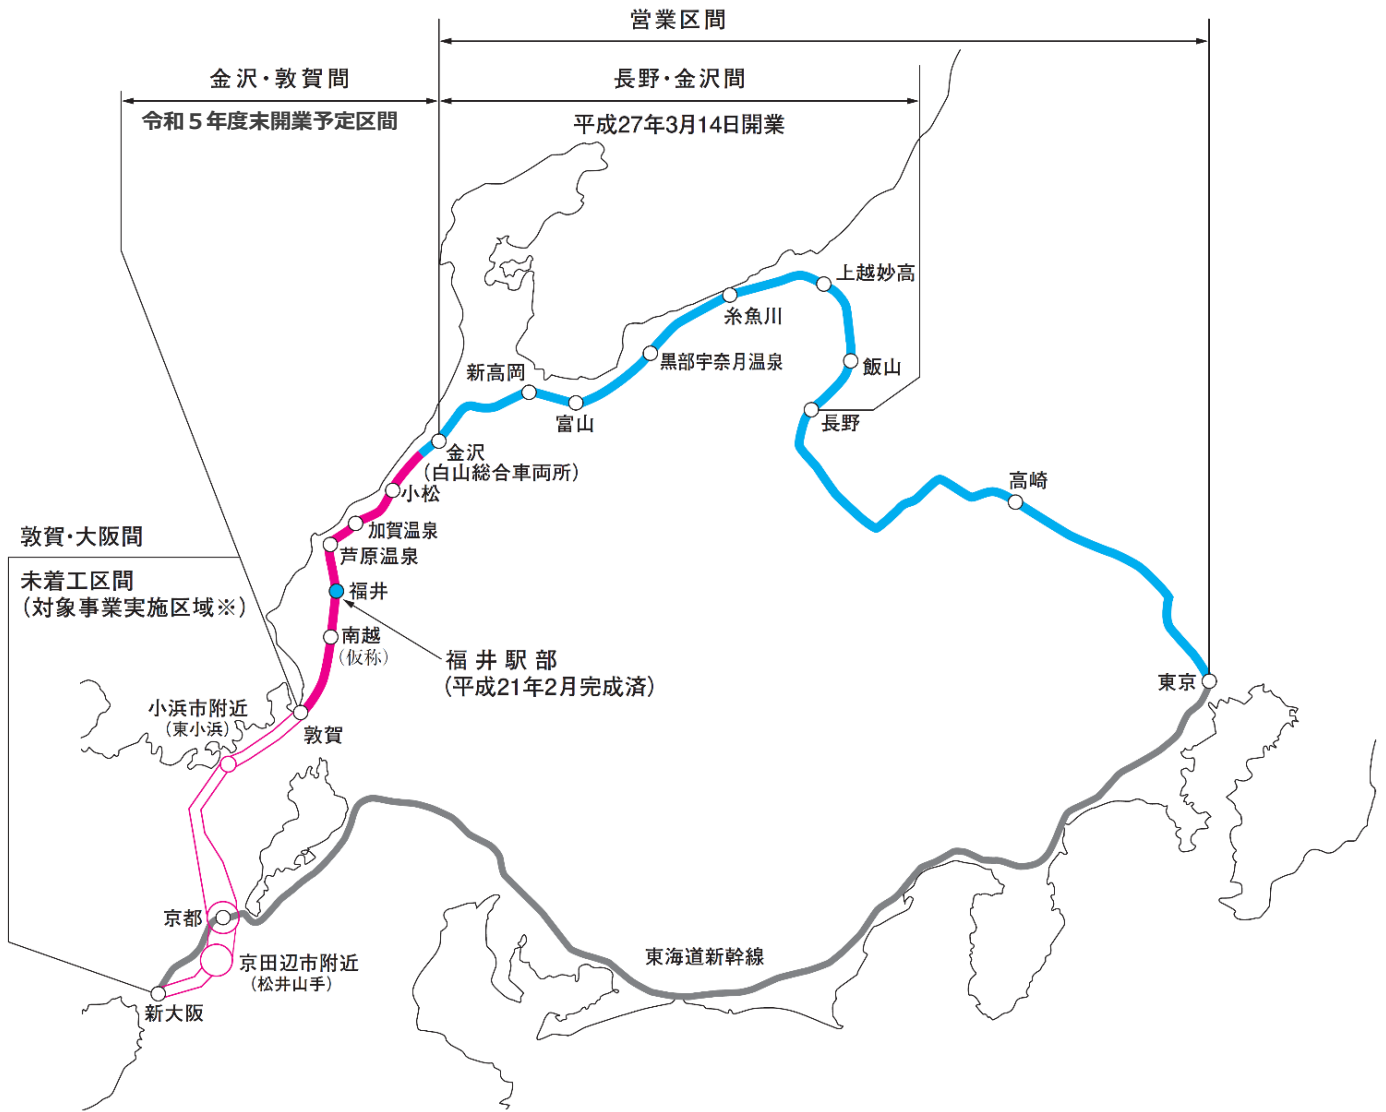 営業区間
金沢・敦賀間
長野・金沢間
令和５年度末開業予定区間
平成27年3月14日開業
上越妙高
糸魚川
黒部宇奈月温泉
飯山
新高岡
富山
長野
金沢
(白山総合車両所)
高崎
小松
加賀温泉
芦原温泉
敦賀・大阪間
未着工区間
(対象事業実施区域※)
福井
南越
(仮称)
福井駅部
(平成21年2月完成済)
東京
小浜市附近
(東小浜)
敦賀
京都
東海道新幹線
京田辺市附近
(松井山手)
新大阪